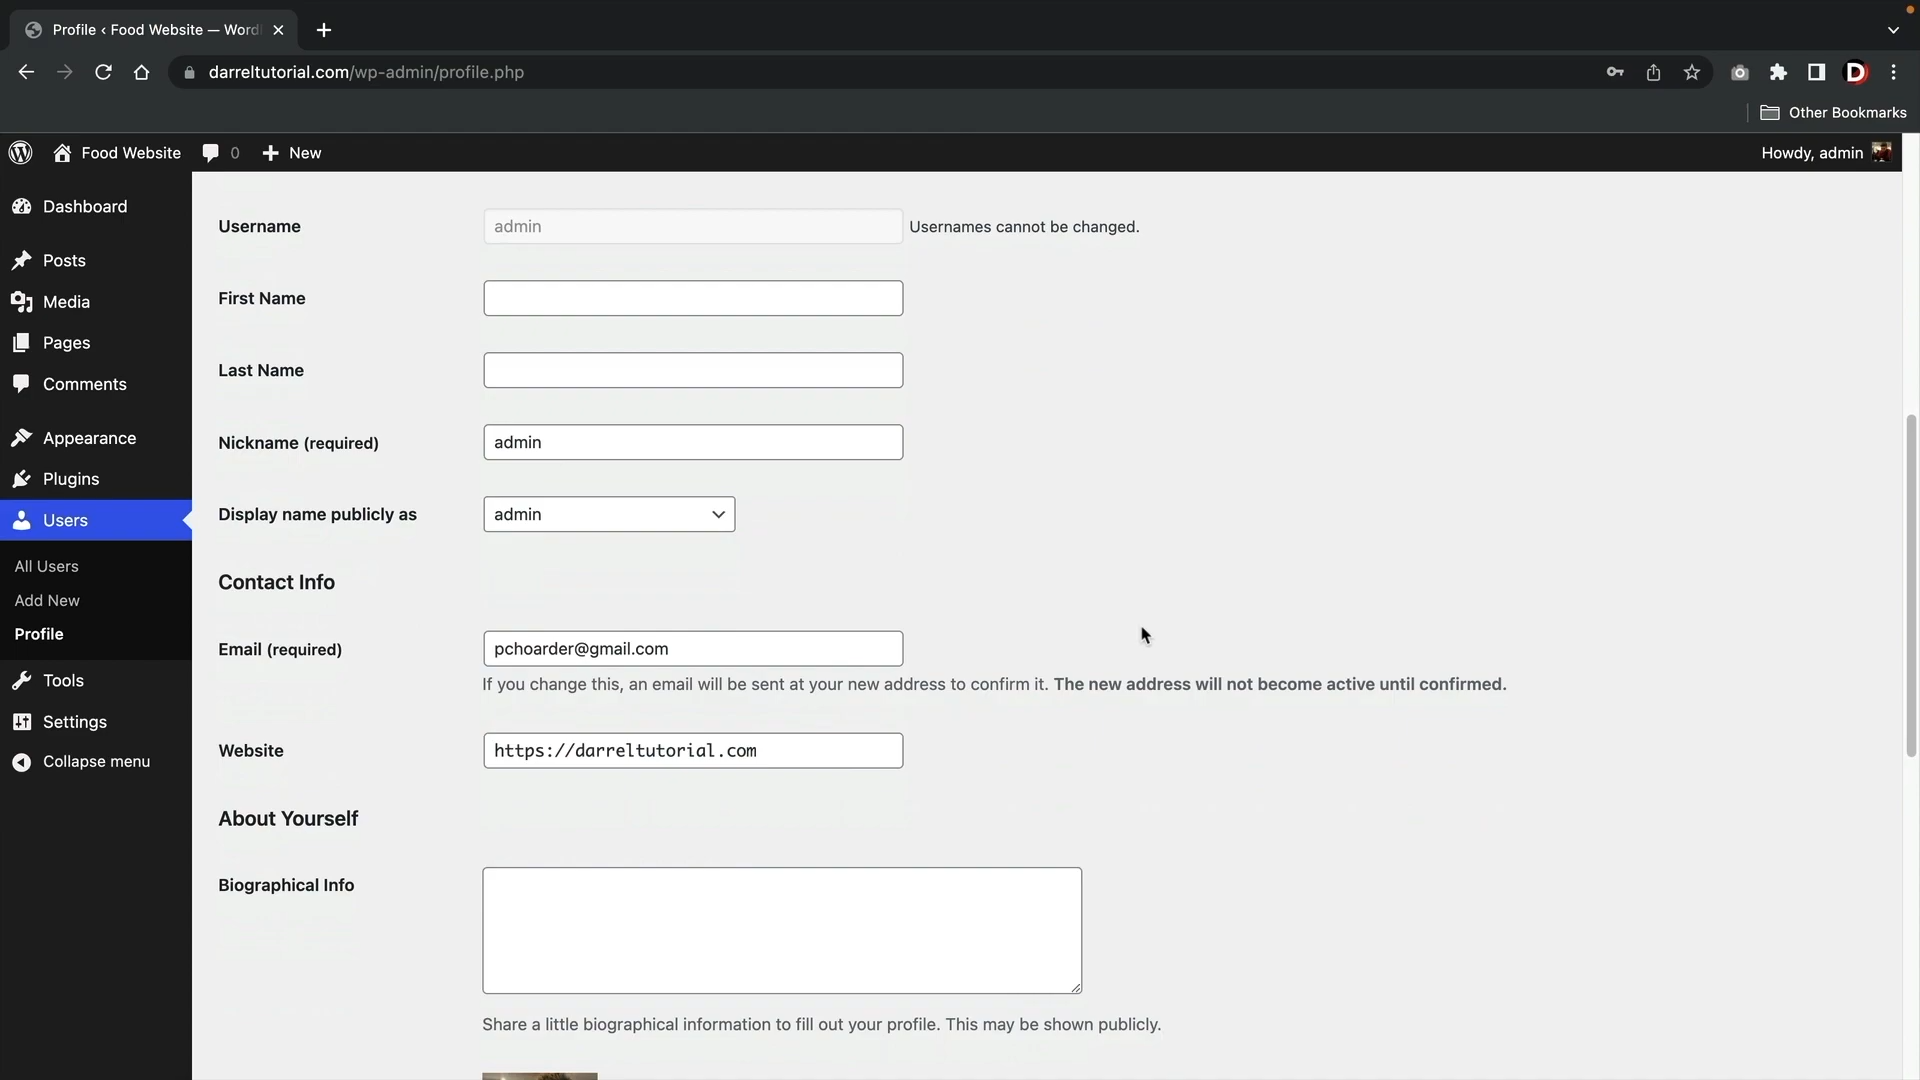 Profile ‹ Food Website — Word
darreltutorial.com/wp-admin/profile.php
D
Other Bookmarks
Food Website 0 New Howdy, admin
Dashboard
Posts
Media
Pages
Comments
Appearance
Plugins
Users
All Users
Add New
Profile
Tools
Settings
Collapse menu
Username admin Usernames cannot be changed.
First Name
Last Name
Nickname (required) admin
Display name publicly as admin
Contact Info
Email (required) pchoarder@gmail.com
If you change this, an email will be sent at your new address to confirm it. The new address will not become active until confirmed.
Website https://darreltutorial.com
About Yourself
Biographical Info
Share a little biographical information to fill out your profile. This may be shown publicly.